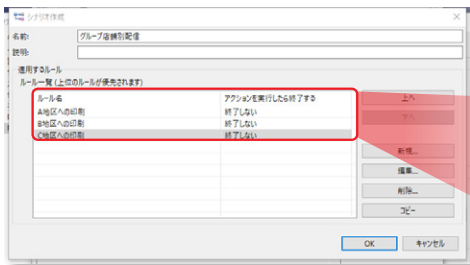 シナリオ作成
名前: グループ店舗別配信
説明:
適用するルール
ルール一覧 (上位のルールが優先されます)
ルール名 アクションを実行したら終了する
A地区への印刷 終了しない
B地区への印刷 終了しない
C地区への印刷 終了しない
上へ
下へ
新規...
編集...
削除...
コピー
OK キャンセル